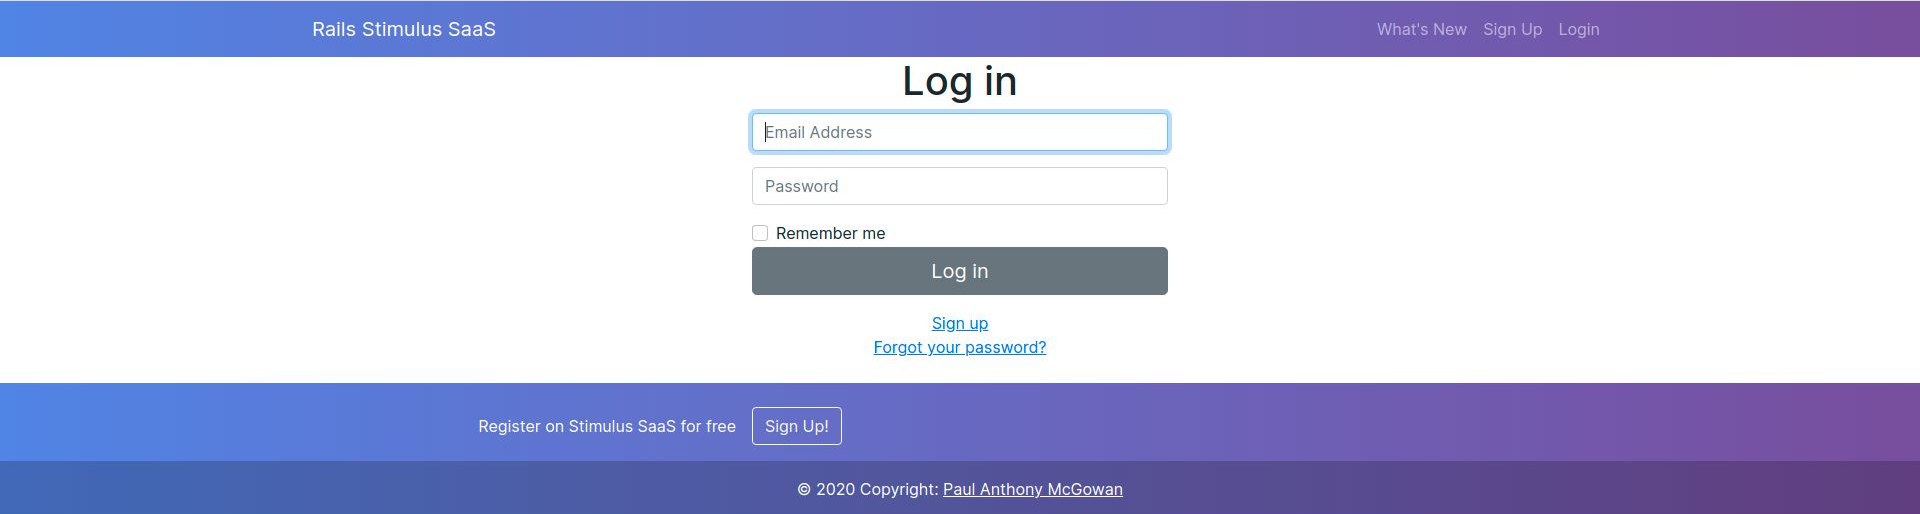 Rails Stimulus SaaS What's New Sign Up Login
Log in
Email Address
Password
Remember me
Log in
Sign up
Forgot your password?
Register on Stimulus SaaS for free Sign Up!
© 2020 Copyright: Paul Anthony McGowan